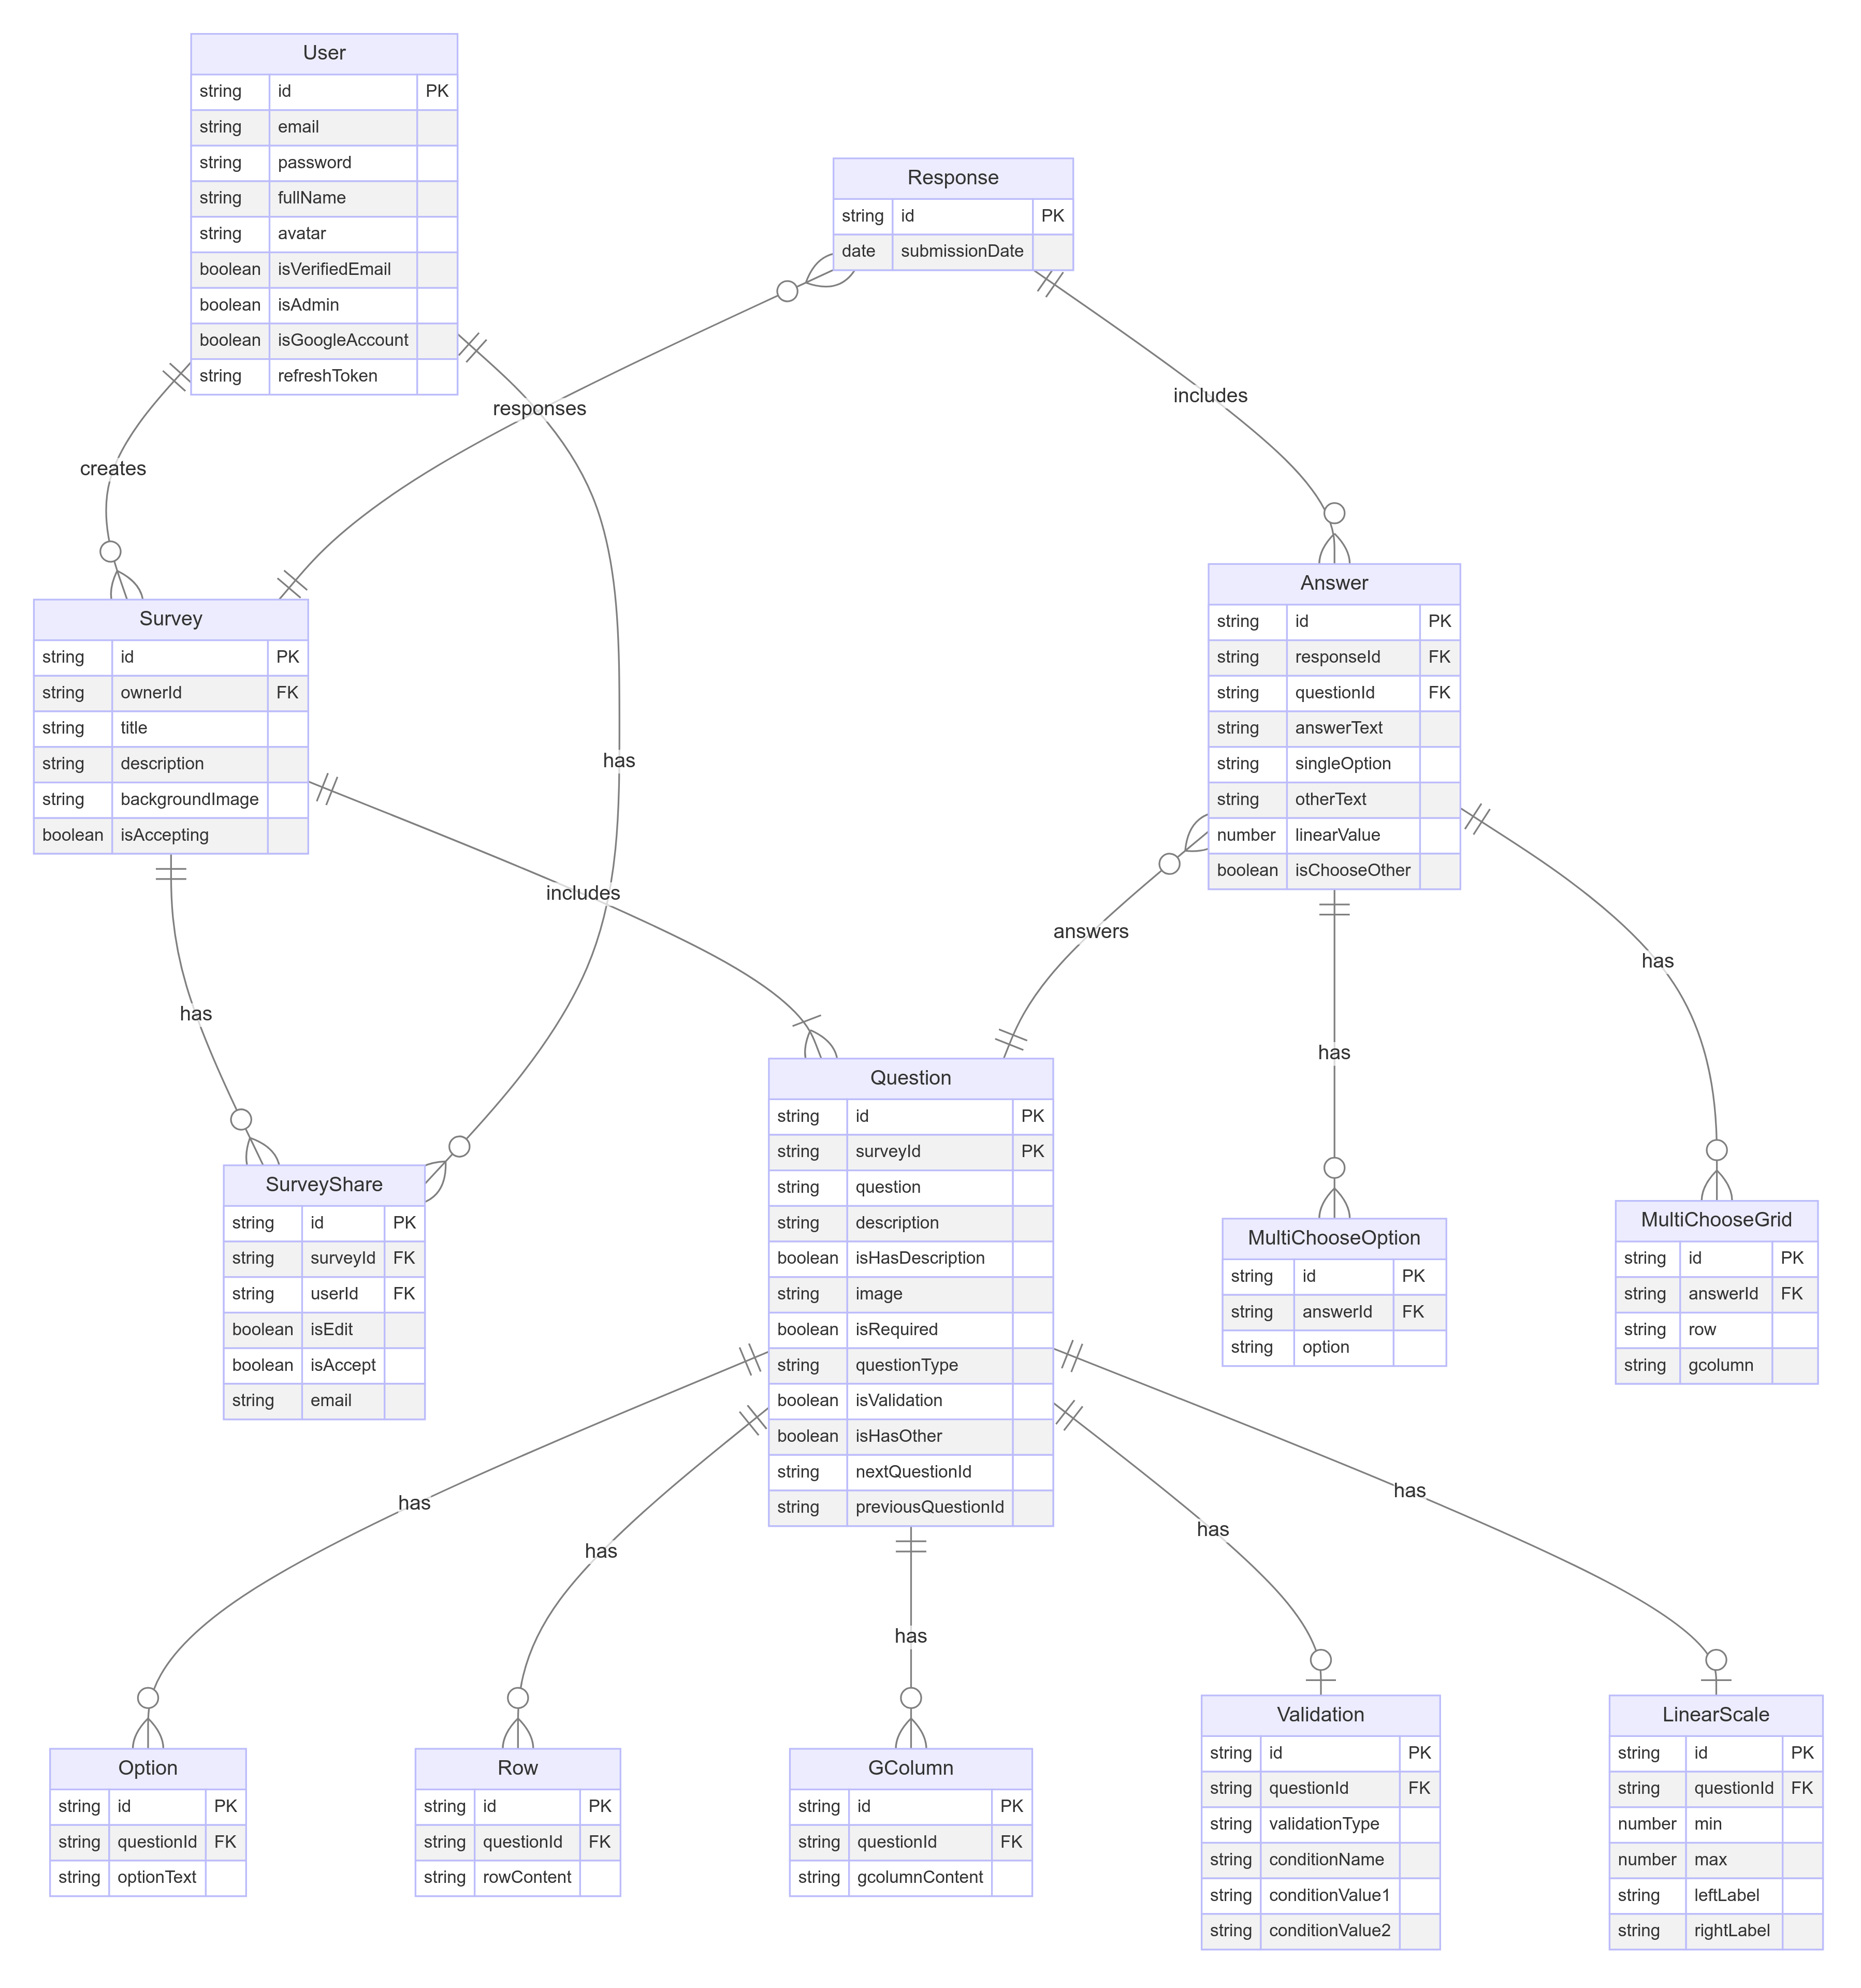 User
string id PK
string email
string password
string fullName
string avatar
boolean isVerifiedEmail
boolean isAdmin
boolean isGoogleAccount
string refreshToken
Response
string id PK
date submissionDate
responses
includes
creates
Survey
string id PK
string ownerId FK
string title
string description
string backgroundImage
boolean isAccepting
has
Answer
string id PK
string responseId FK
string questionId FK
string answerText
string singleOption
string otherText
number linearValue
boolean isChooseOther
includes
answers
has
has
has
SurveyShare
string id PK
string surveyId FK
string userId FK
boolean isEdit
boolean isAccept
string email
Question
string id PK
string surveyId PK
string question
string description
boolean isHasDescription
string image
boolean isRequired
string questionType
boolean isValidation
boolean isHasOther
string nextQuestionId
string previousQuestionId
MultiChooseOption
string id PK
string answerId FK
string option
MultiChooseGrid
string id PK
string answerId FK
string row
string gcolumn
has
has
has
has
has
Option
string id PK
string questionId FK
string optionText
Row
string id PK
string questionId FK
string rowContent
GColumn
string id PK
string questionId FK
string gcolumnContent
Validation
string id PK
string questionId FK
string validationType
string conditionName
string conditionValue1
string conditionValue2
LinearScale
string id PK
string questionId FK
number min
number max
string leftLabel
string rightLabel